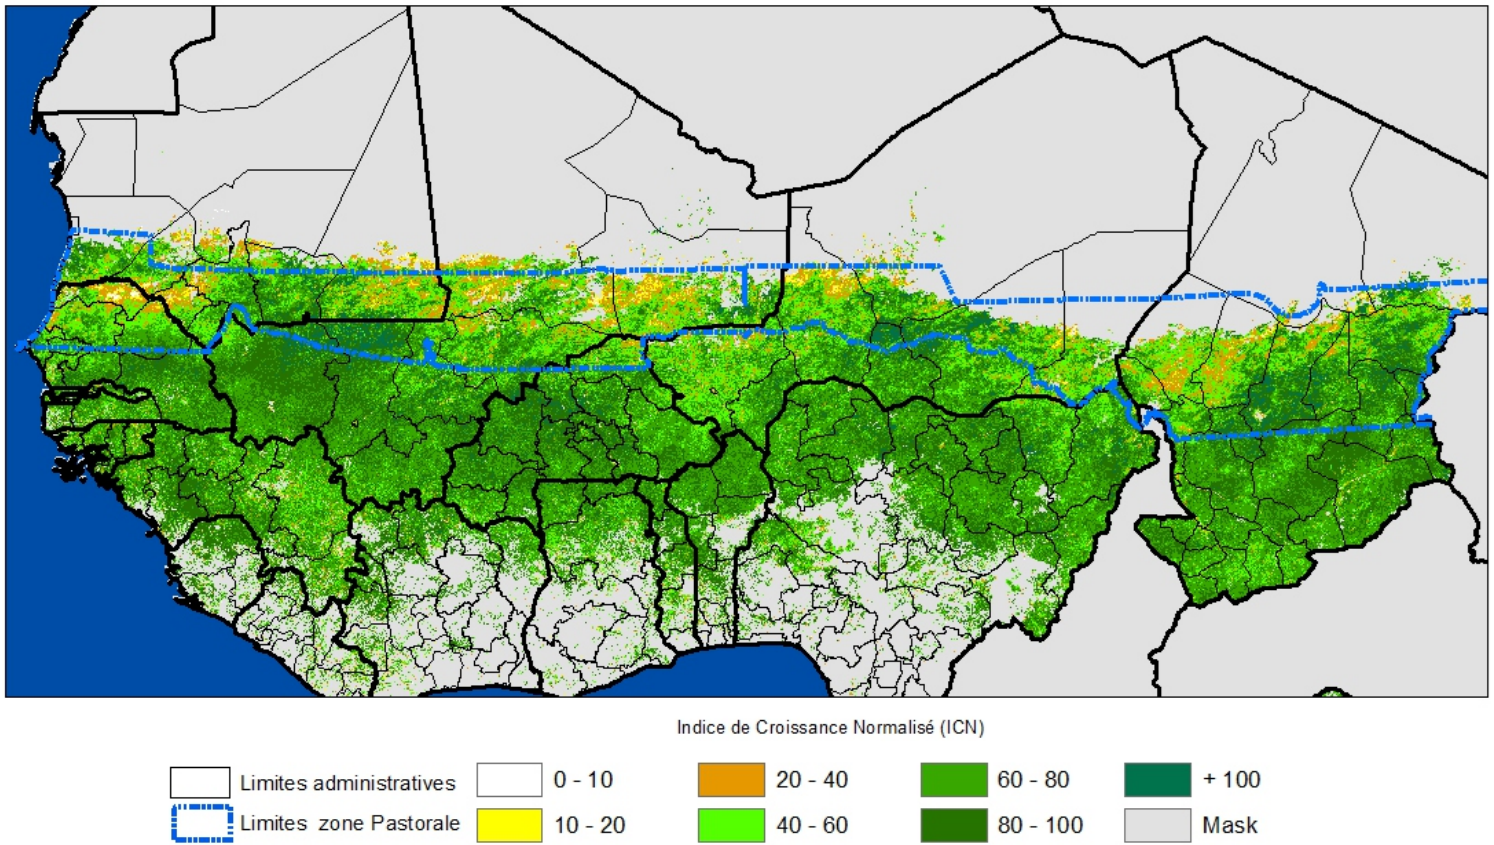 Indice de Croissance Normalisé (ICN)
Limites administratives
0 - 10
20 - 40
60 - 80
+ 100
Limites zone Pastorale
10 - 20
40 - 60
80 - 100
Mask